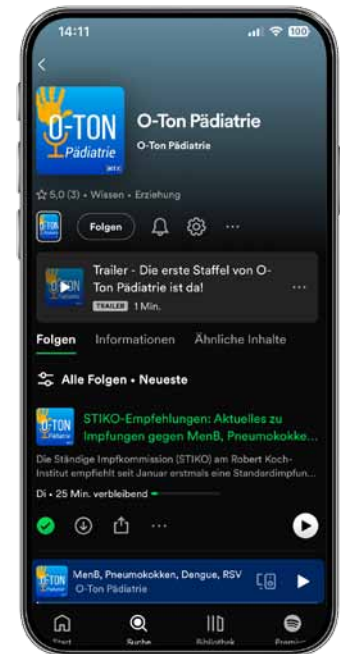 14:11
100
O-TON
Pädiatrie
O-Ton Pädiatrie
O-Ton Pädiatrie
5,0 (3) • Wissen • Erziehung
Folgen
Trailer - Die erste Staffel von O-
Ton Pädiatrie ist da!
TRAILER 1 Min.
Folgen Informationen Ähnliche Inhalte
Alle Folgen • Neueste
STIKO-Empfehlungen: Aktuelles zu
Impfungen gegen MenB, Pneumokokke...
Die Ständige Impfkommission (STIKO) am Robert Koch-
Institut empfiehlt seit Januar erstmals eine Standardimpfun...
Di • 25 Min. verbleibend
MenB, Pneumokokken, Dengue, RSV
O-Ton Pädiatrie
Start Suche Bibliothek Premium